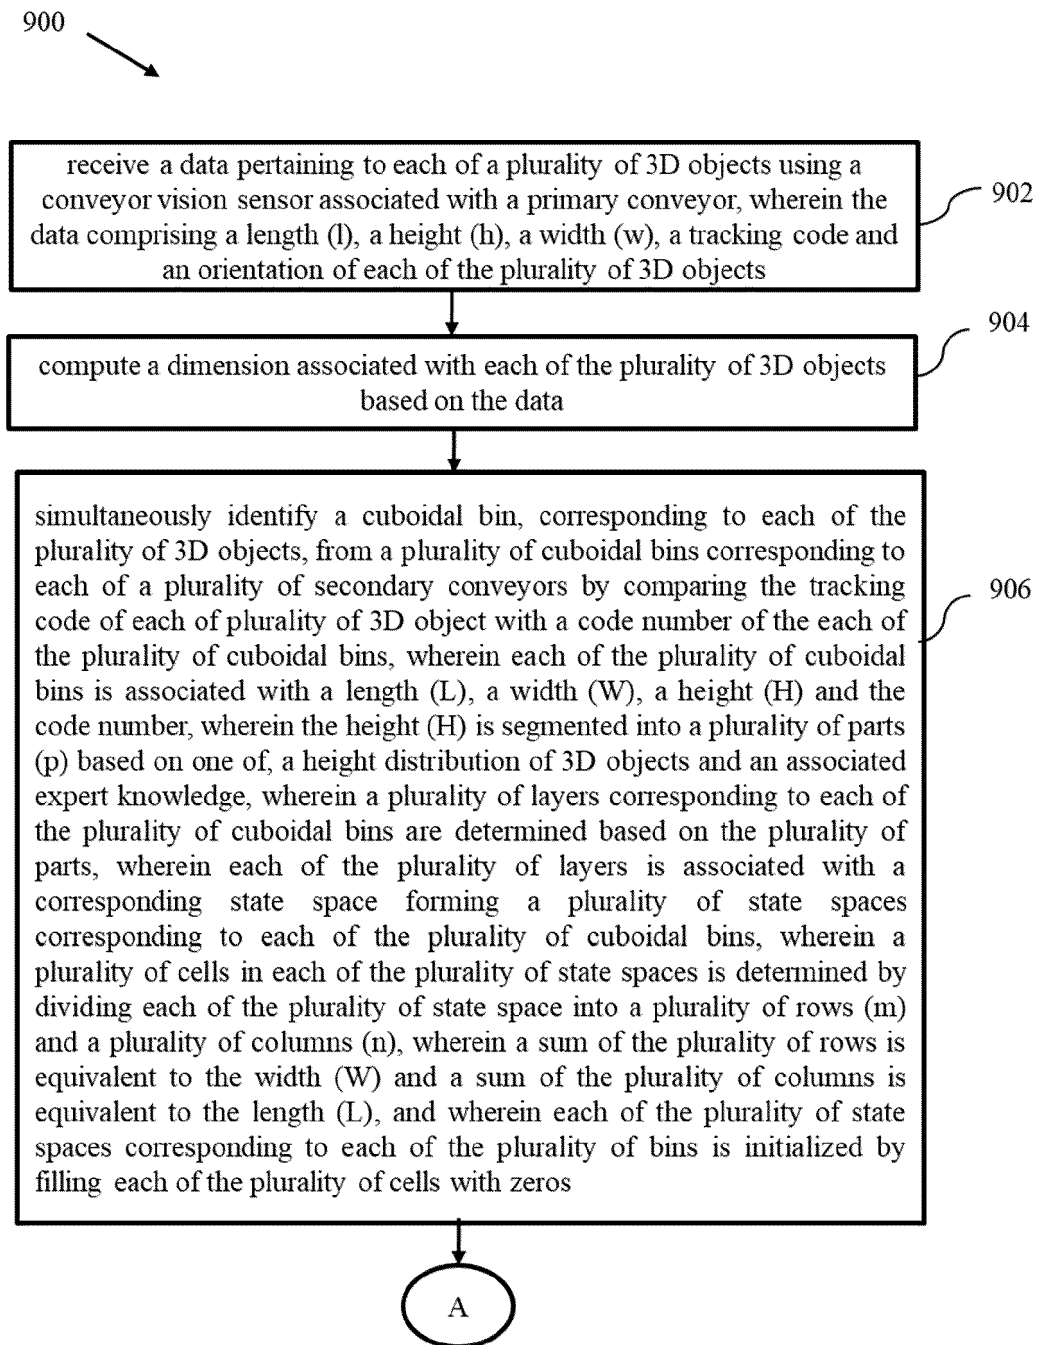 900
receive a data pertaining to each of a plurality of 3D objects using a
conveyor vision sensor associated with a primary conveyor, wherein the
data comprising a length (l), a height (h), a width (w), a tracking code and
an orientation of each of the plurality of 3D objects
902
compute a dimension associated with each of the plurality of 3D objects
based on the data
904
simultaneously identify a cuboidal bin, corresponding to each of the
plurality of 3D objects, from a plurality of cuboidal bins corresponding to
each of a plurality of secondary conveyors by comparing the tracking
code of each of plurality of 3D object with a code number of the each of
the plurality of cuboidal bins, wherein each of the plurality of cuboidal
bins is associated with a length (L), a width (W), a height (H) and the
code number, wherein the height (H) is segmented into a plurality of parts
(p) based on one of, a height distribution of 3D objects and an associated
expert knowledge, wherein a plurality of layers corresponding to each of
the plurality of cuboidal bins are determined based on the plurality of
parts, wherein each of the plurality of layers is associated with a
corresponding state space forming a plurality of state spaces
corresponding to each of the plurality of cuboidal bins, wherein a
plurality of cells in each of the plurality of state spaces is determined by
dividing each of the plurality of state space into a plurality of rows (m)
and a plurality of columns (n), wherein a sum of the plurality of rows is
equivalent to the width (W) and a sum of the plurality of columns is
equivalent to the length (L), and wherein each of the plurality of state
spaces corresponding to each of the plurality of bins is initialized by
filling each of the plurality of cells with zeros
906
A